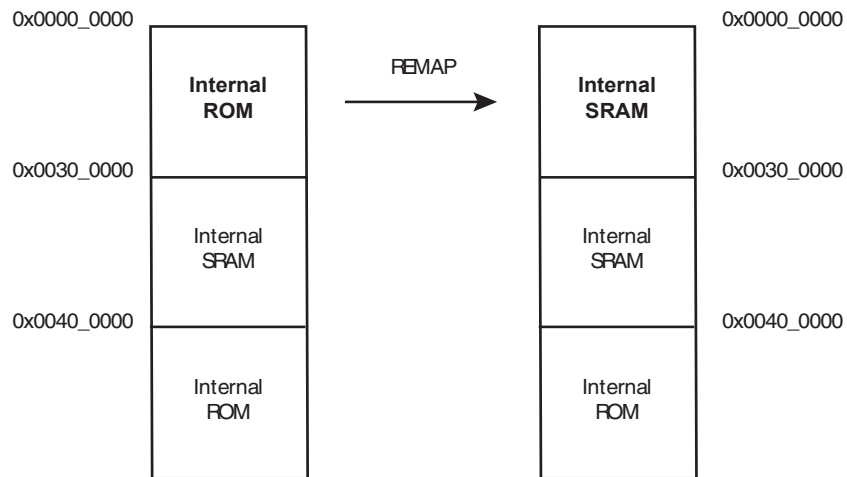 0x0000_0000
Internal
ROM
REMAP
0x0000_0000
Internal
SRAM
0x0030_0000
Internal
SRAM
0x0030_0000
Internal
SRAM
0x0040_0000
Internal
ROM
0x0040_0000
Internal
ROM